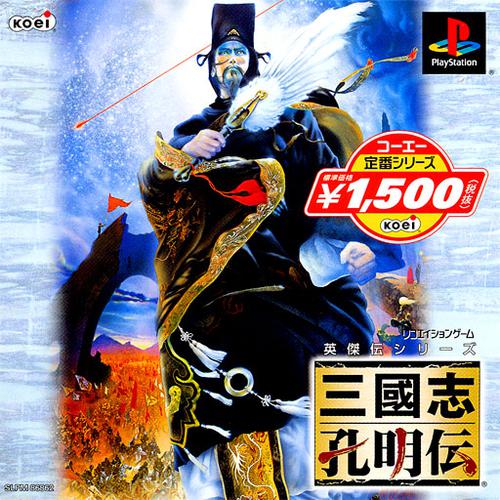 KOEI
PlayStation
コーエー
定番シリーズ
標準価格
¥1,500(税抜)
KOEI
リコエイションゲーム
英傑伝シリーズ
三國志
孔明伝
SLPM 86862